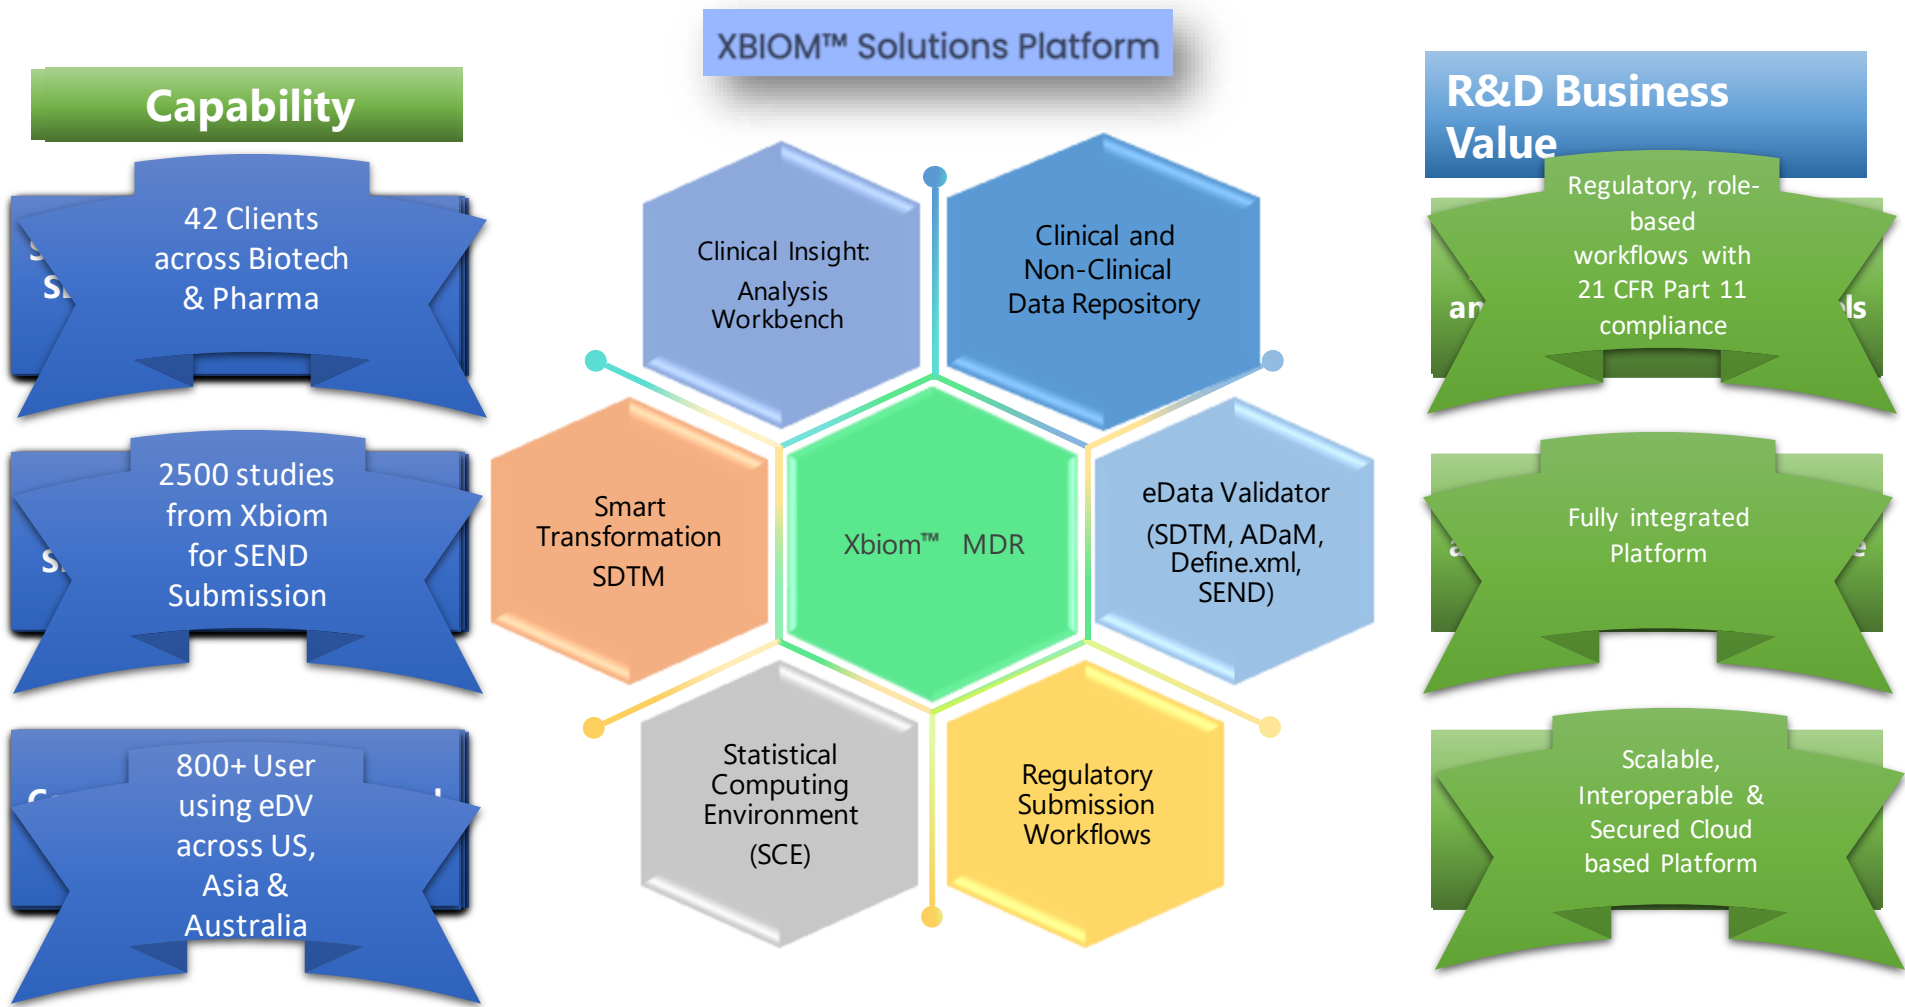 XBIOM™ Solutions Platform
Capability
42 Clients
across Biotech
& Pharma
2500 studies
from Xbiom
for SEND
Submission
800+ User
using eDV
across US,
Asia &
Australia
Clinical Insight:
Analysis
Workbench
Clinical and
Non-Clinical
Data Repository
Smart
Transformation
SDTM
Xbiom™ MDR
eData Validator
(SDTM, ADaM,
Define.xml,
SEND)
Statistical
Computing
Environment
(SCE)
Regulatory
Submission
Workflows
R&D Business
Value
Regulatory, role-
based
workflows with
21 CFR Part 11
compliance
Fully integrated
Platform
Scalable,
Interoperable &
Secured Cloud
based Platform